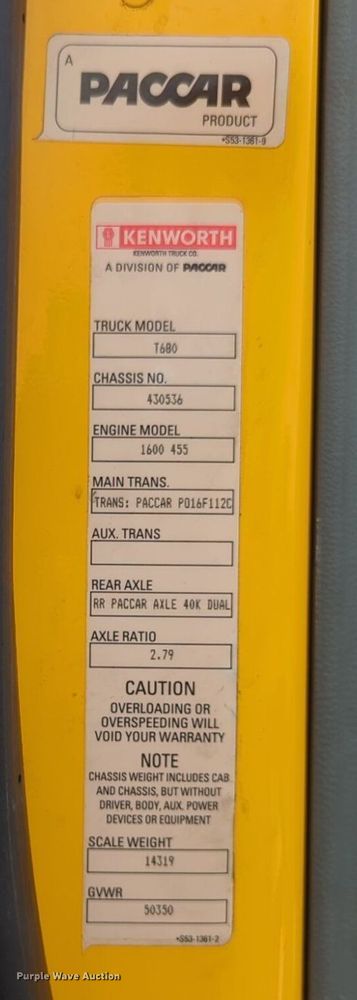 A
PACCAR
PRODUCT
*S53-1361-9
KENWORTH
KENWORTH TRUCK CO.
A DIVISION OF PACCAR
TRUCK MODEL
T680
CHASSIS NO.
430536
ENGINE MODEL
1600 455
MAIN TRANS.
TRANS: PACCAR PO16F112C
AUX. TRANS
REAR AXLE
RR PACCAR AXLE 40K DUAL
AXLE RATIO
2.79
CAUTION
OVERLOADING OR
OVERSPEEDING WILL
VOID YOUR WARRANTY
NOTE
CHASSIS WEIGHT INCLUDES CAB
AND CHASSIS, BUT WITHOUT
DRIVER, BODY, AUX. POWER
DEVICES OR EQUIPMENT
SCALE WEIGHT
14319
GVWR
50350
*S53-1361-2
Purple Wave Auction